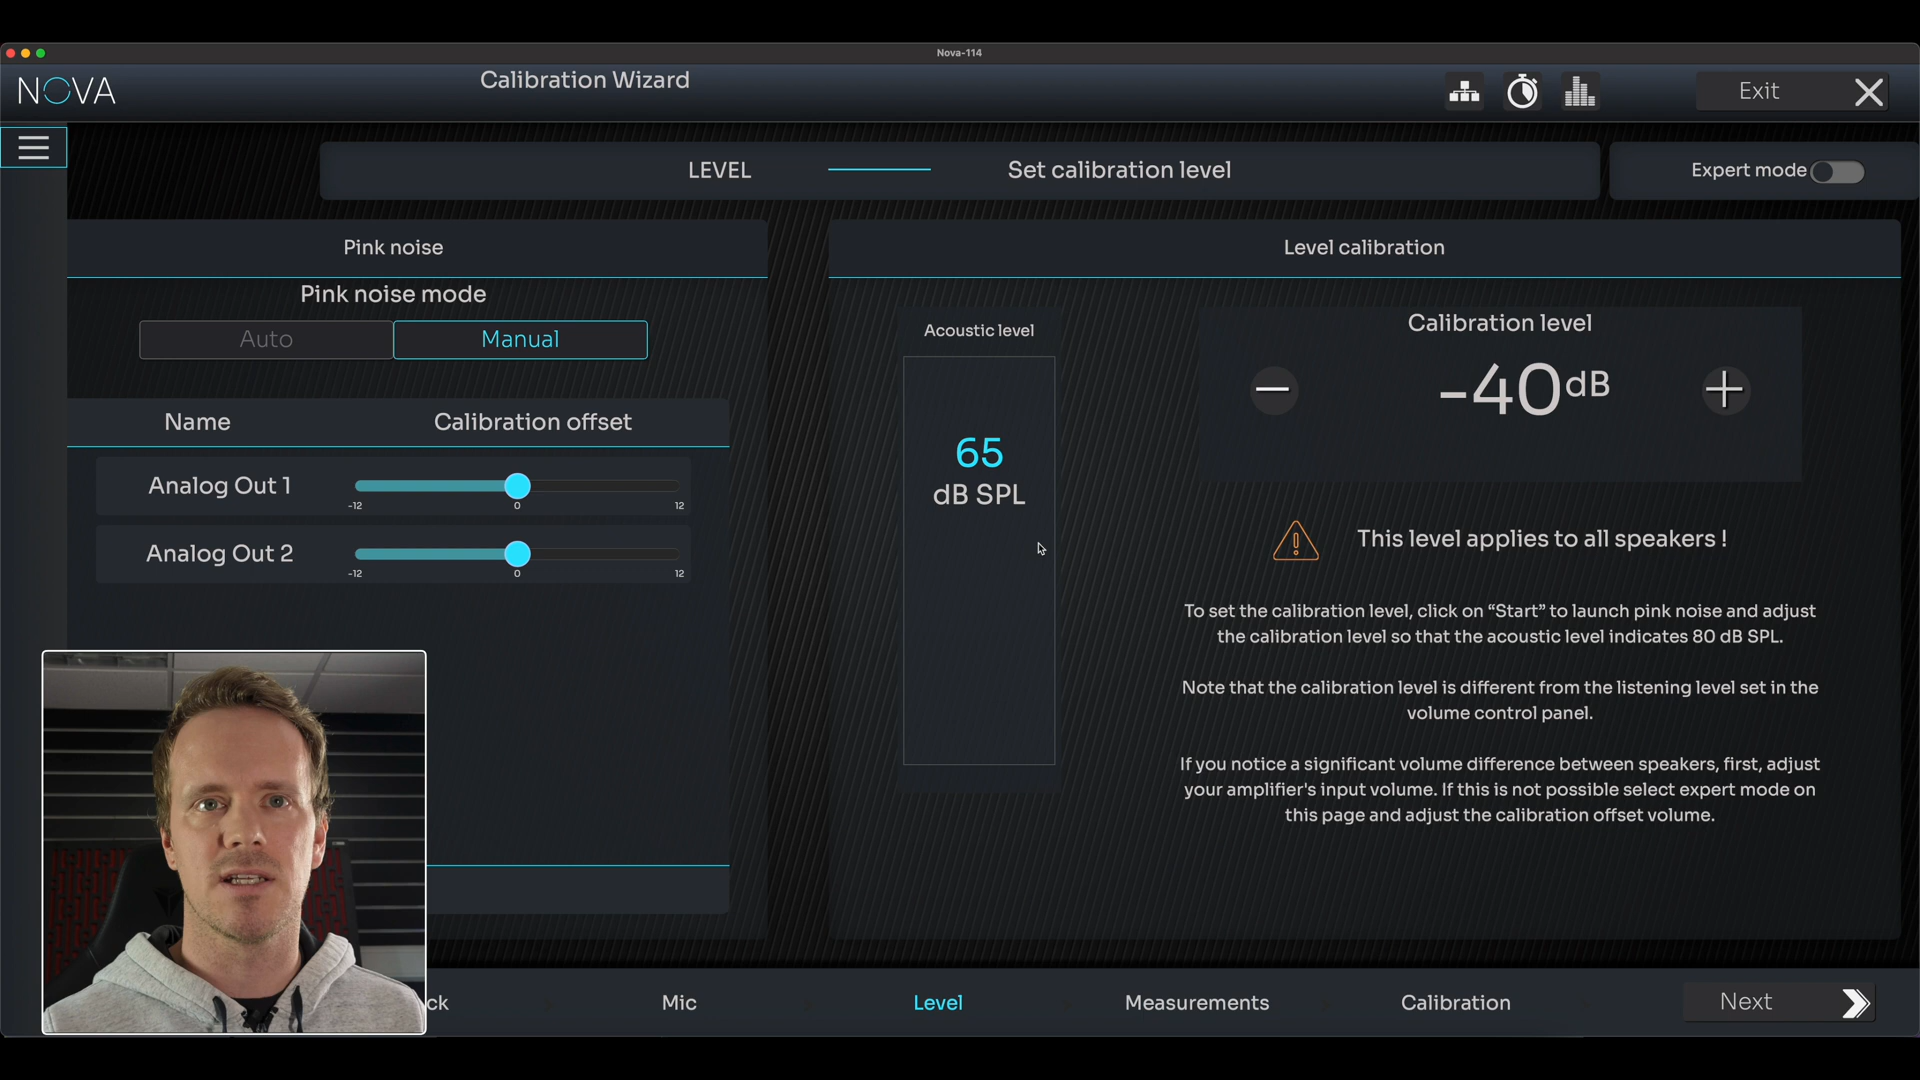 Nova-114
NOVA
Calibration Wizard
Exit
LEVEL
Set calibration level
Expert mode
Pink noise
Pink noise mode
Auto
Manual
Name
Calibration offset
Analog Out 1
-12
0
12
Analog Out 2
-12
0
12
Level calibration
Acoustic level
65
dB SPL
Calibration level
-40 dB
This level applies to all speakers !
To set the calibration level, click on “Start” to launch pink noise and adjust
the calibration level so that the acoustic level indicates 80 dB SPL.
Note that the calibration level is different from the listening level set in the
volume control panel.
If you notice a significant volume difference between speakers, first, adjust
your amplifier's input volume. If this is not possible select expert mode on
this page and adjust the calibration offset volume.
ck
Mic
Level
Measurements
Calibration
Next